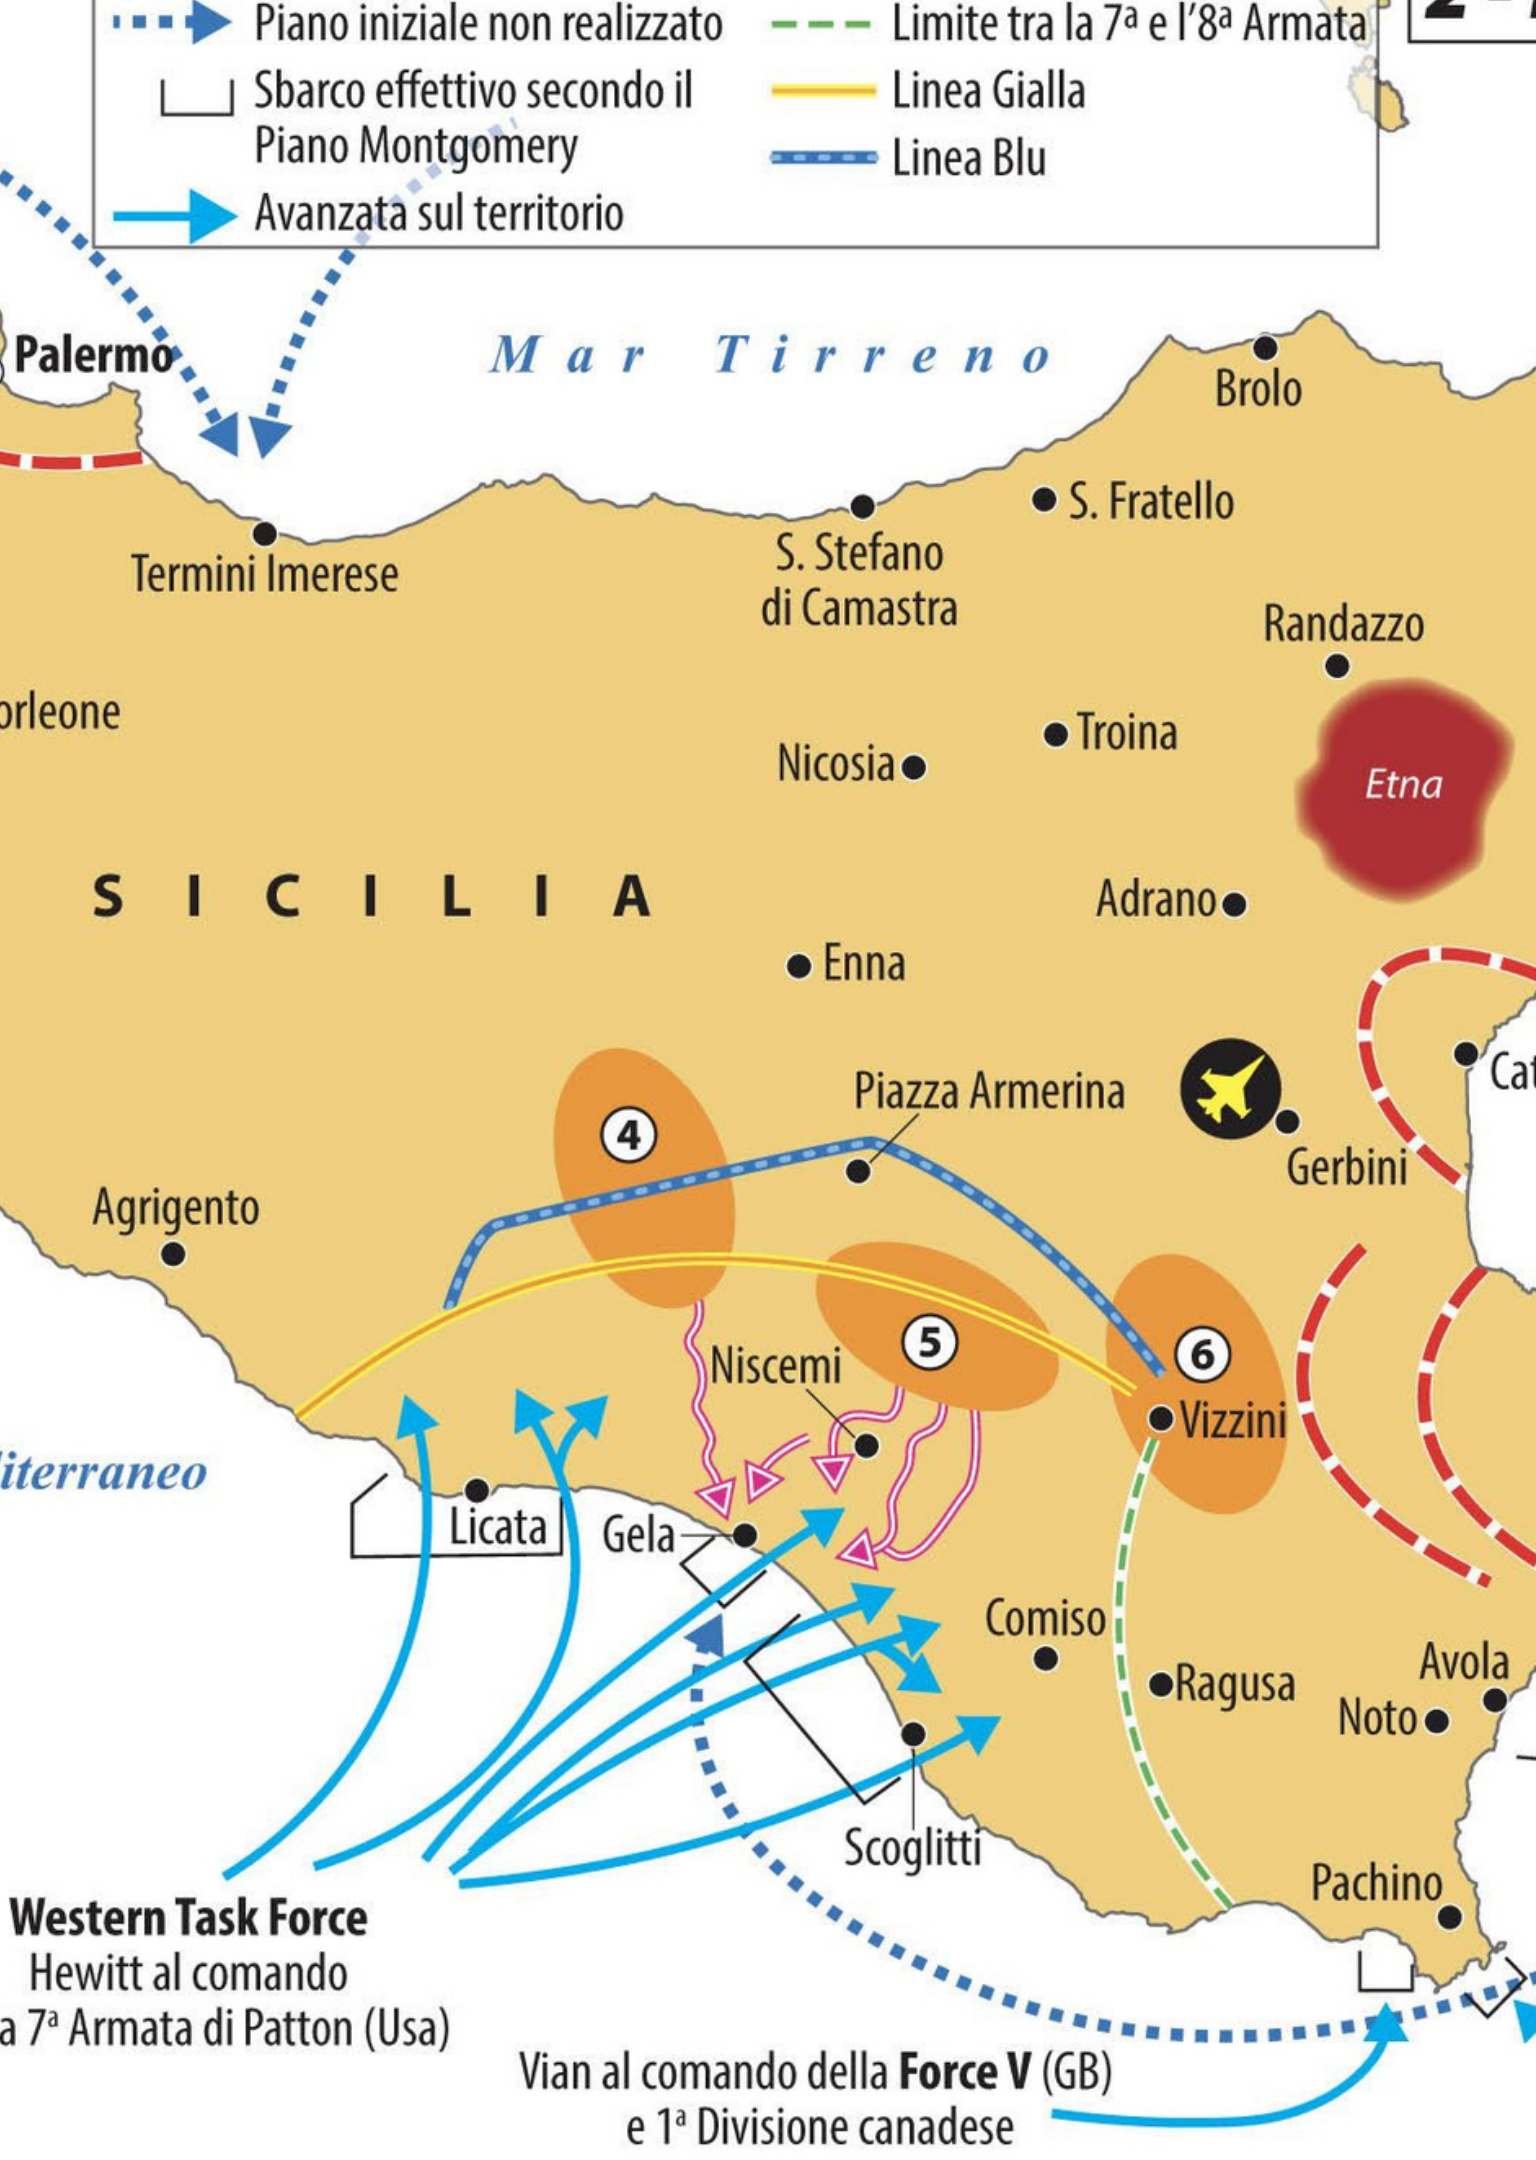 Piano iniziale non realizzato
Sbarco effettivo secondo il
Piano Montgomery
Avanzata sul territorio
Limite tra la 7ª e l'8ª Armata
Linea Gialla
Linea Blu
Palermo
Mar Tirreno
Brolo
S. Fratello
S. Stefano
di Camastra
Termini Imerese
Randazzo
orleone
Troina
Nicosia
Etna
SICILIA
Adrano
Enna
Cat
Piazza Armerina
4
Gerbini
Agrigento
5
6
Niscemi
Vizzini
iterraneo
Licata
Gela
Comiso
Avola
Ragusa
Noto
Scoglitti
Pachino
Western Task Force
Hewitt al comando
a 7ª Armata di Patton (Usa)
Vian al comando della Force V (GB)
e 1ª Divisione canadese